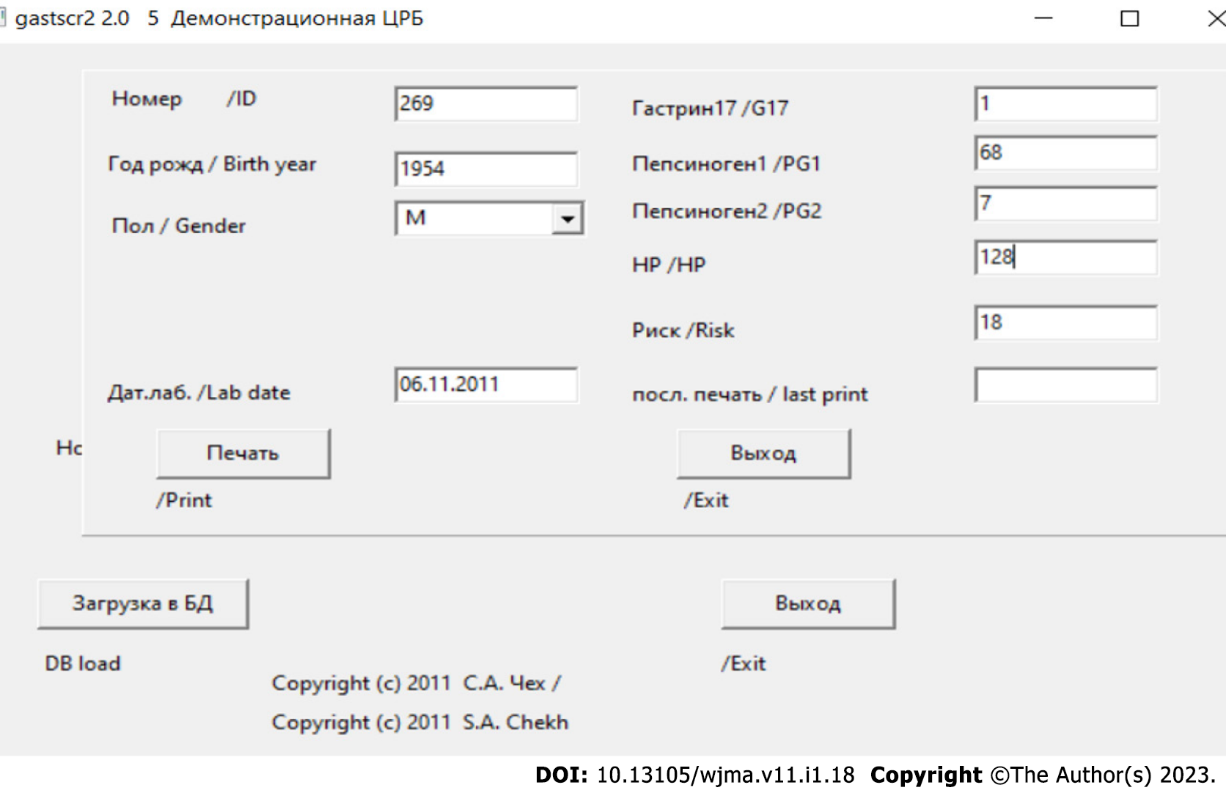 gastscr2 2.0 5 Демонстрационная ЦРБ
Номер /ID 269
Гастрин17 /G17 1
Год рожд / Birth year 1954
Пепсиноген1 /PG1 68
Пол / Gender М
Пепсиноген2 /PG2 7
HP /HP 128
Риск /Risk 18
Дат.лаб. /Lab date 06.11.2011
посл. печать / last print
Печать
/Print
Выход
/Exit
Загрузка в БД
DB load
Выход
/Exit
Copyright (c) 2011 С.А. Чех /
Copyright (c) 2011 S.A. Chekh
DOI: 10.13105/wjma.v11.i1.18 Copyright ©The Author(s) 2023.